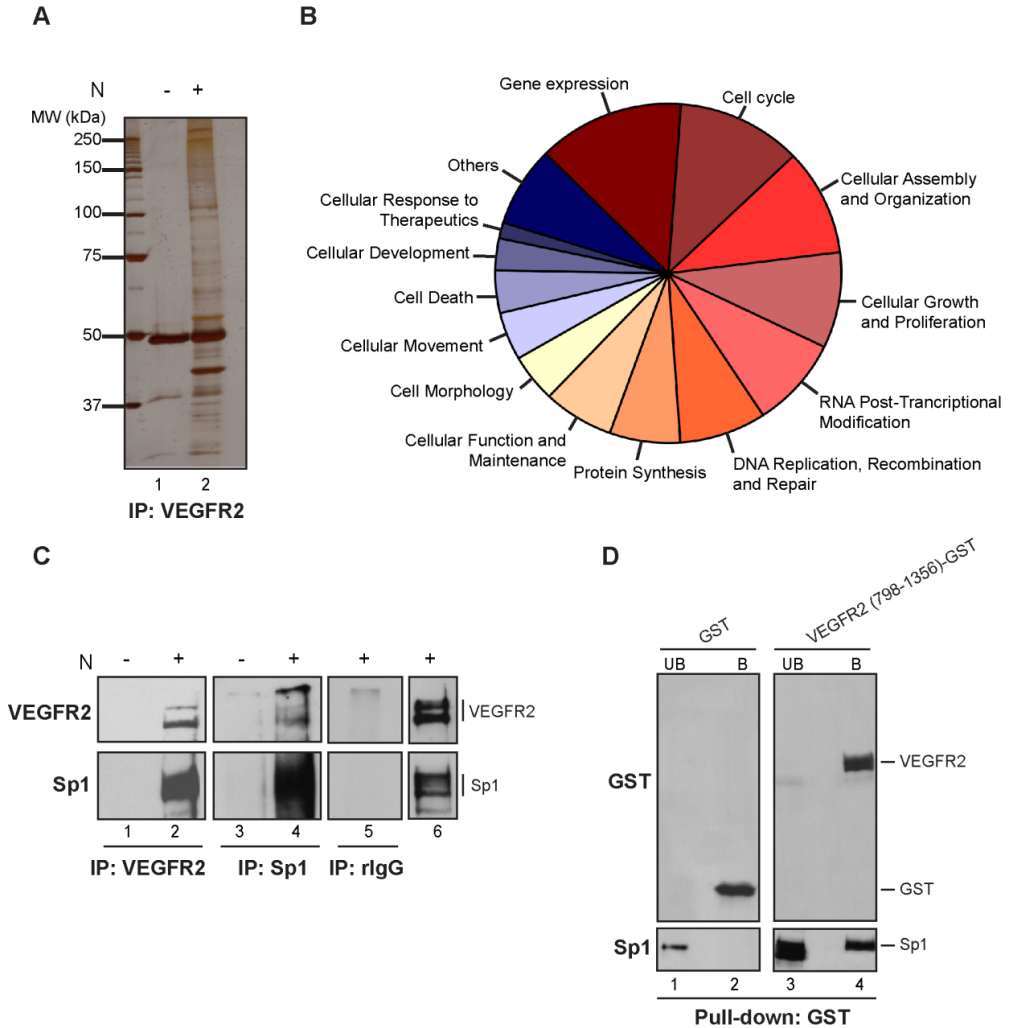 A
N - +
MW (kDa)
250
150
100
75
50
37
1 2
IP: VEGFR2
B
Gene expression
Cell cycle
Others
Cellular Assembly
and Organization
Cellular Response to
Therapeutics
Cellular Development
Cell Death
Cellular Growth
and Proliferation
Cellular Movement
Cell Morphology
RNA Post-Trancriptional
Modification
Cellular Function and
Maintenance
Protein Synthesis
DNA Replication, Recombination
and Repair
C
N - + - + + +
VEGFR2
VEGFR2
Sp1
Sp1
1 2 3 4 5 6
IP: VEGFR2 IP: Sp1 IP: rIgG
D
GST
VEGFR2 (798-1356)-GST
UB B UB B
GST
VEGFR2
GST
Sp1
Sp1
1 2 3 4
Pull-down: GST